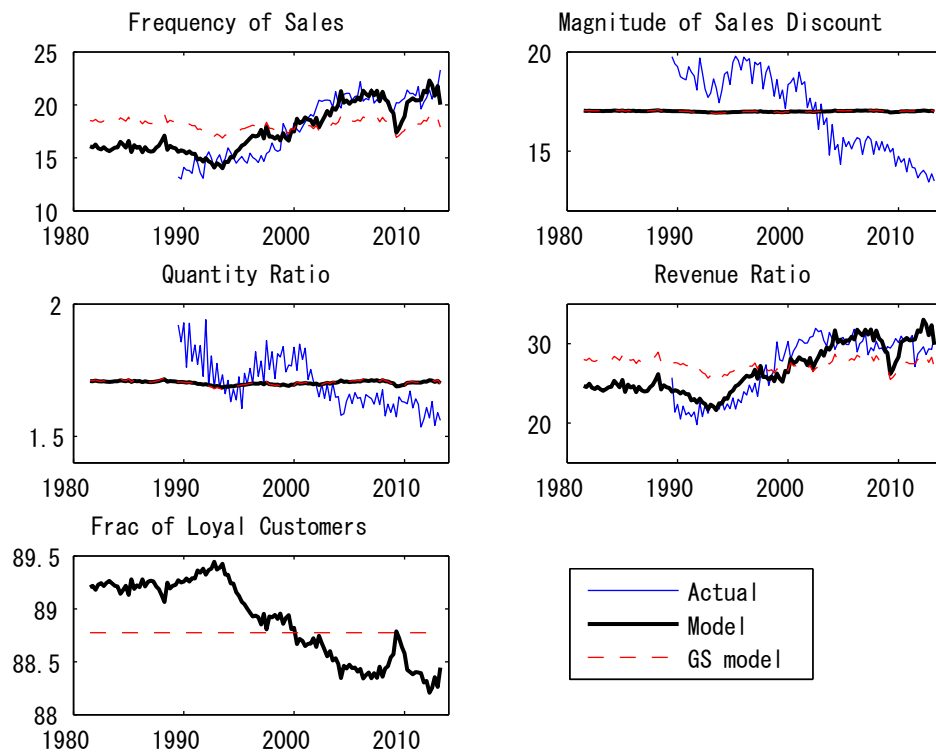 Frequency of Sales
25
20
15
10
1980 1990 2000 2010
Magnitude of Sales Discount
20
15
1980 1990 2000 2010
Quantity Ratio
2
1.5
1980 1990 2000 2010
Revenue Ratio
30
20
1980 1990 2000 2010
Frac of Loyal Customers
89.5
89
88.5
88
1980 1990 2000 2010
Actual
Model
GS model